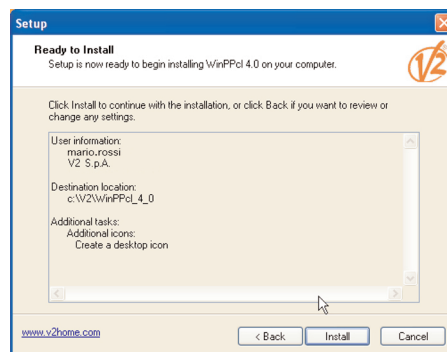 Setup
Ready to Install
Setup is now ready to begin installing WinPPcl 4.0 on your computer.
V2
Click Install to continue with the installation, or click Back if you want to review or
change any settings.
User information:
mario.rossi
V2 S.p.A.
Destination location:
c:\V2\WinPPcl_4_0
Additional tasks:
Additional icons:
Create a desktop icon
www.v2home.com
< Back
Install
Cancel